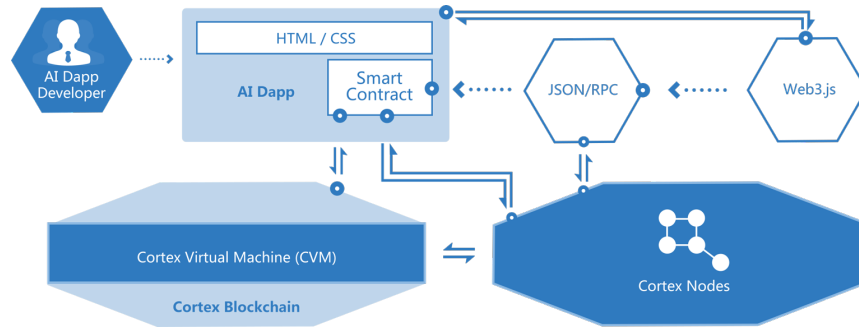 HTML / CSS
AI Dapp
Developer
AI Dapp
Smart
Contract
JSON/RPC
Web3.js
Cortex Virtual Machine (CVM)
Cortex Blockchain
Cortex Nodes